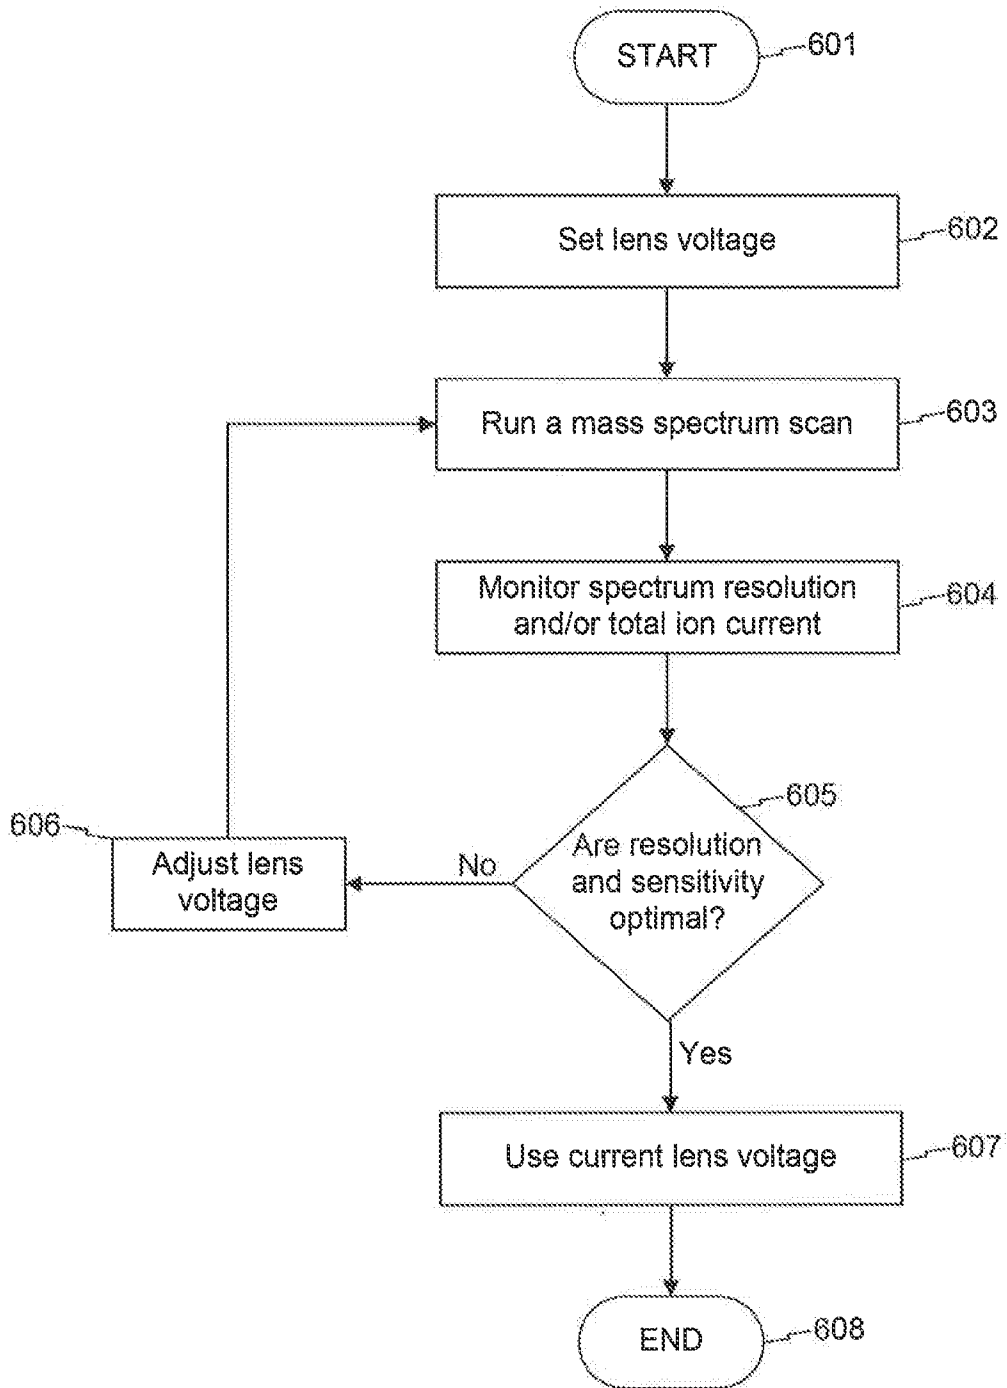 START
601
Set lens voltage
602
Run a mass spectrum scan
603
Monitor spectrum resolution
and/or total ion current
604
Are resolution
and sensitivity
optimal?
605
No
606
Adjust lens
voltage
Yes
Use current lens voltage
607
END
608